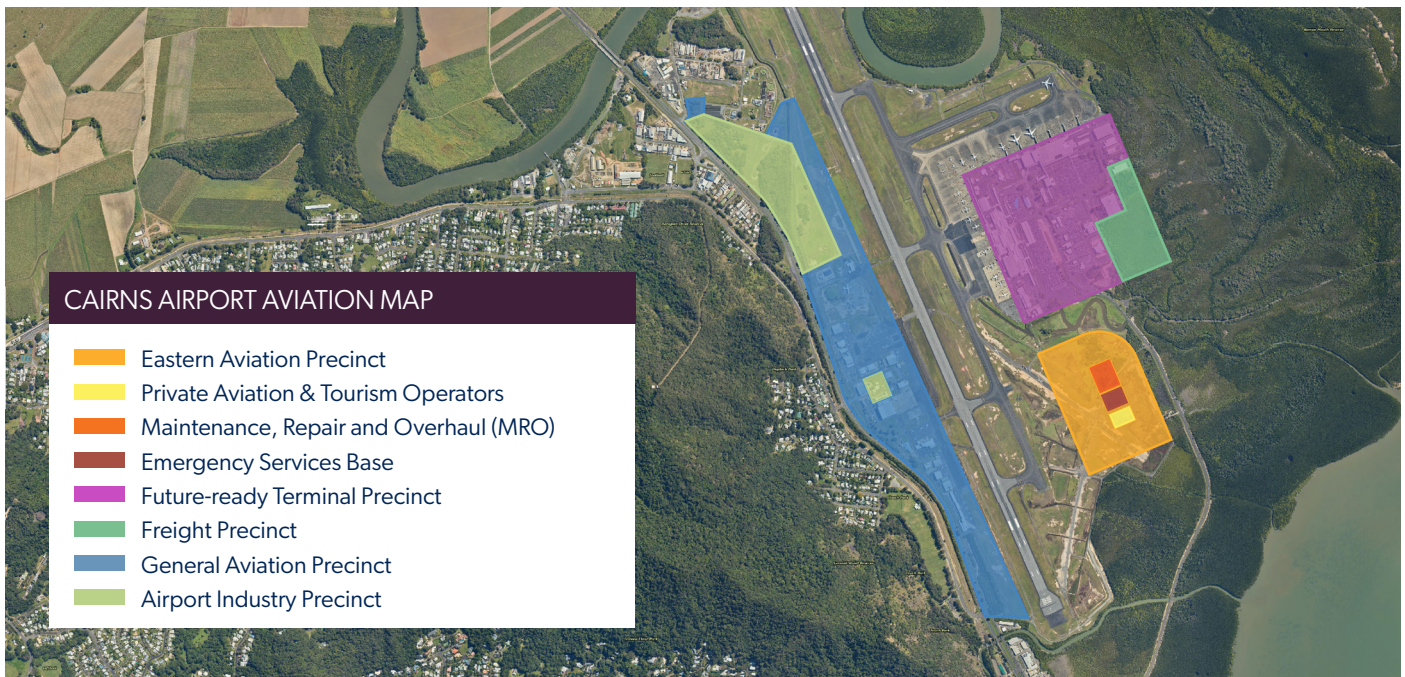 CAIRNS AIRPORT AVIATION MAP
Eastern Aviation Precinct
Private Aviation & Tourism Operators
Maintenance, Repair and Overhaul (MRO)
Emergency Services Base
Future-ready Terminal Precinct
Freight Precinct
General Aviation Precinct
Airport Industry Precinct